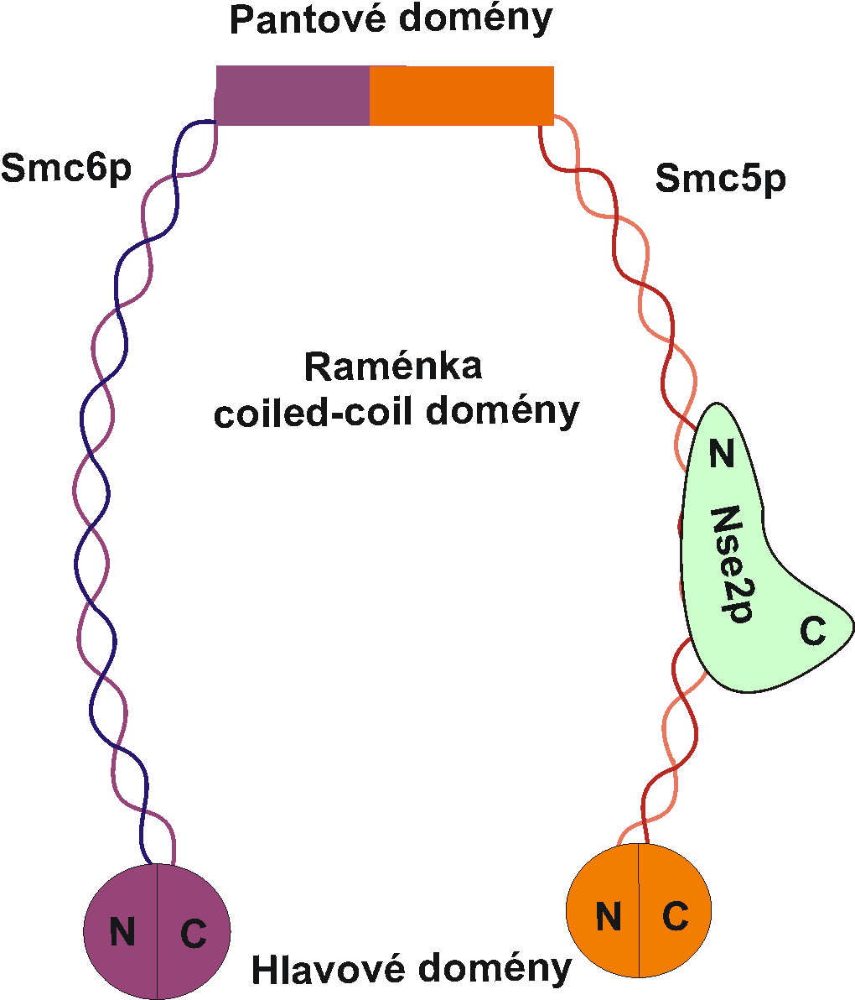 Pantové domény
Smc6p
Smc5p
Raménka
coiled-coil domény
N
Nse2p
C
N
C
N
C
Hlavové domény